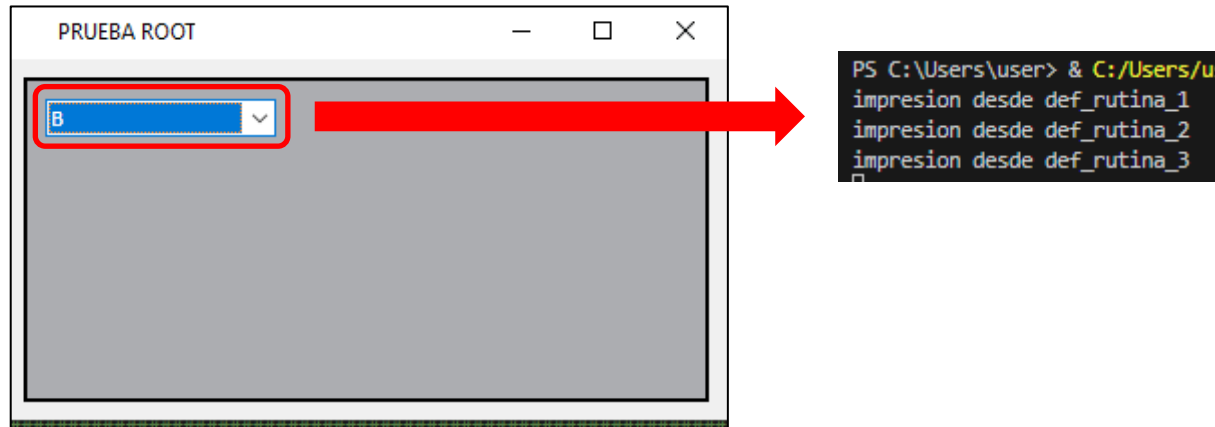 PRUEBA ROOT
B
PS C:\Users\user> & C:/Users/u
impresion desde def_rutina_1
impresion desde def_rutina_2
impresion desde def_rutina_3